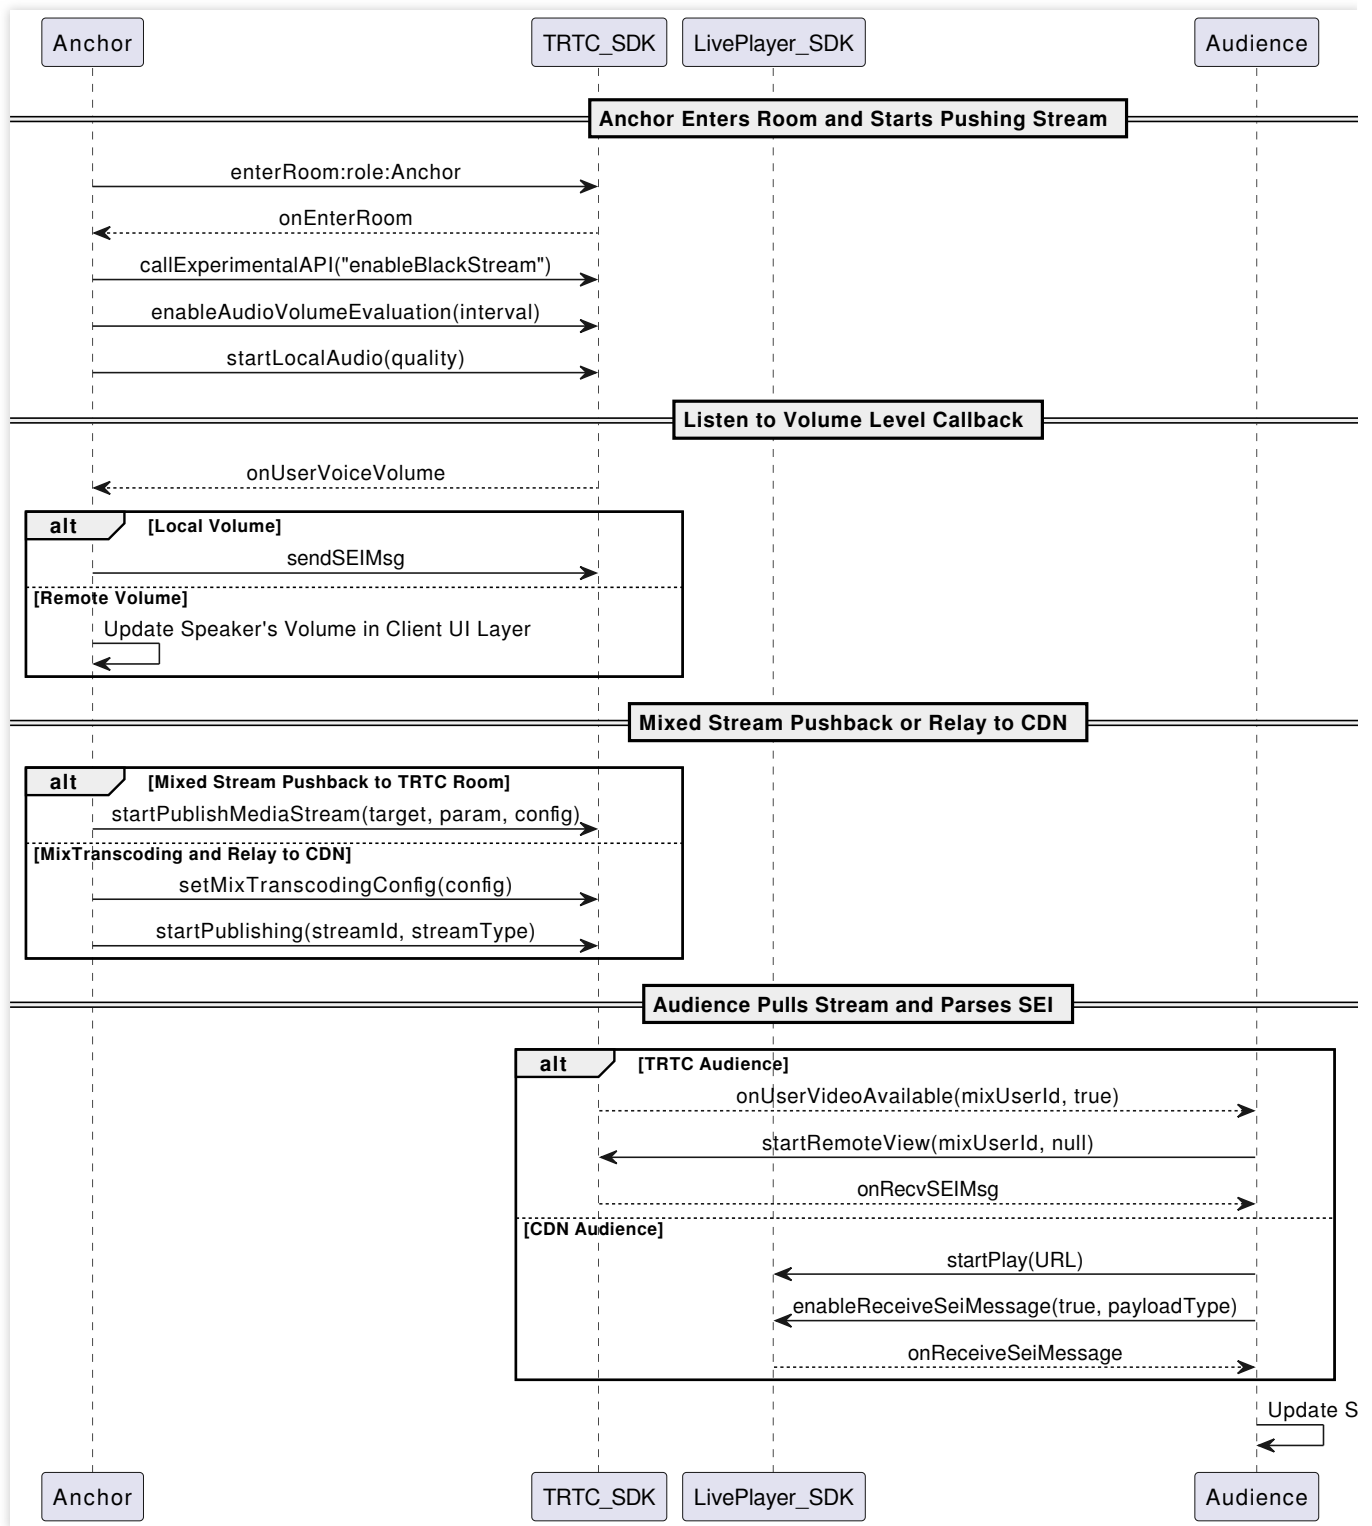 Anchor
TRTC_SDK
LivePlayer_SDK
Audience
Anchor Enters Room and Starts Pushing Stream
enterRoom:role:Anchor
onEnterRoom
callExperimentalAPI("enableBlackStream")
enableAudioVolumeEvaluation(interval)
startLocalAudio(quality)
Listen to Volume Level Callback
onUserVoiceVolume
alt
[Local Volume]
sendSEIMsg
[Remote Volume]
Update Speaker's Volume in Client UI Layer
Mixed Stream Pushback or Relay to CDN
alt
[Mixed Stream Pushback to TRTC Room]
startPublishMediaStream(target, param, config)
[MixTranscoding and Relay to CDN]
setMixTranscodingConfig(config)
startPublishing(streamId, streamType)
Audience Pulls Stream and Parses SEI
alt
[TRTC Audience]
onUserVideoAvailable(mixUserId, true)
startRemoteView(mixUserId, null)
onRecvSEIMsg
[CDN Audience]
startPlay(URL)
enableReceiveSeiMessage(true, payloadType)
onReceiveSeiMessage
Update S
Anchor
TRTC_SDK
LivePlayer_SDK
Audience